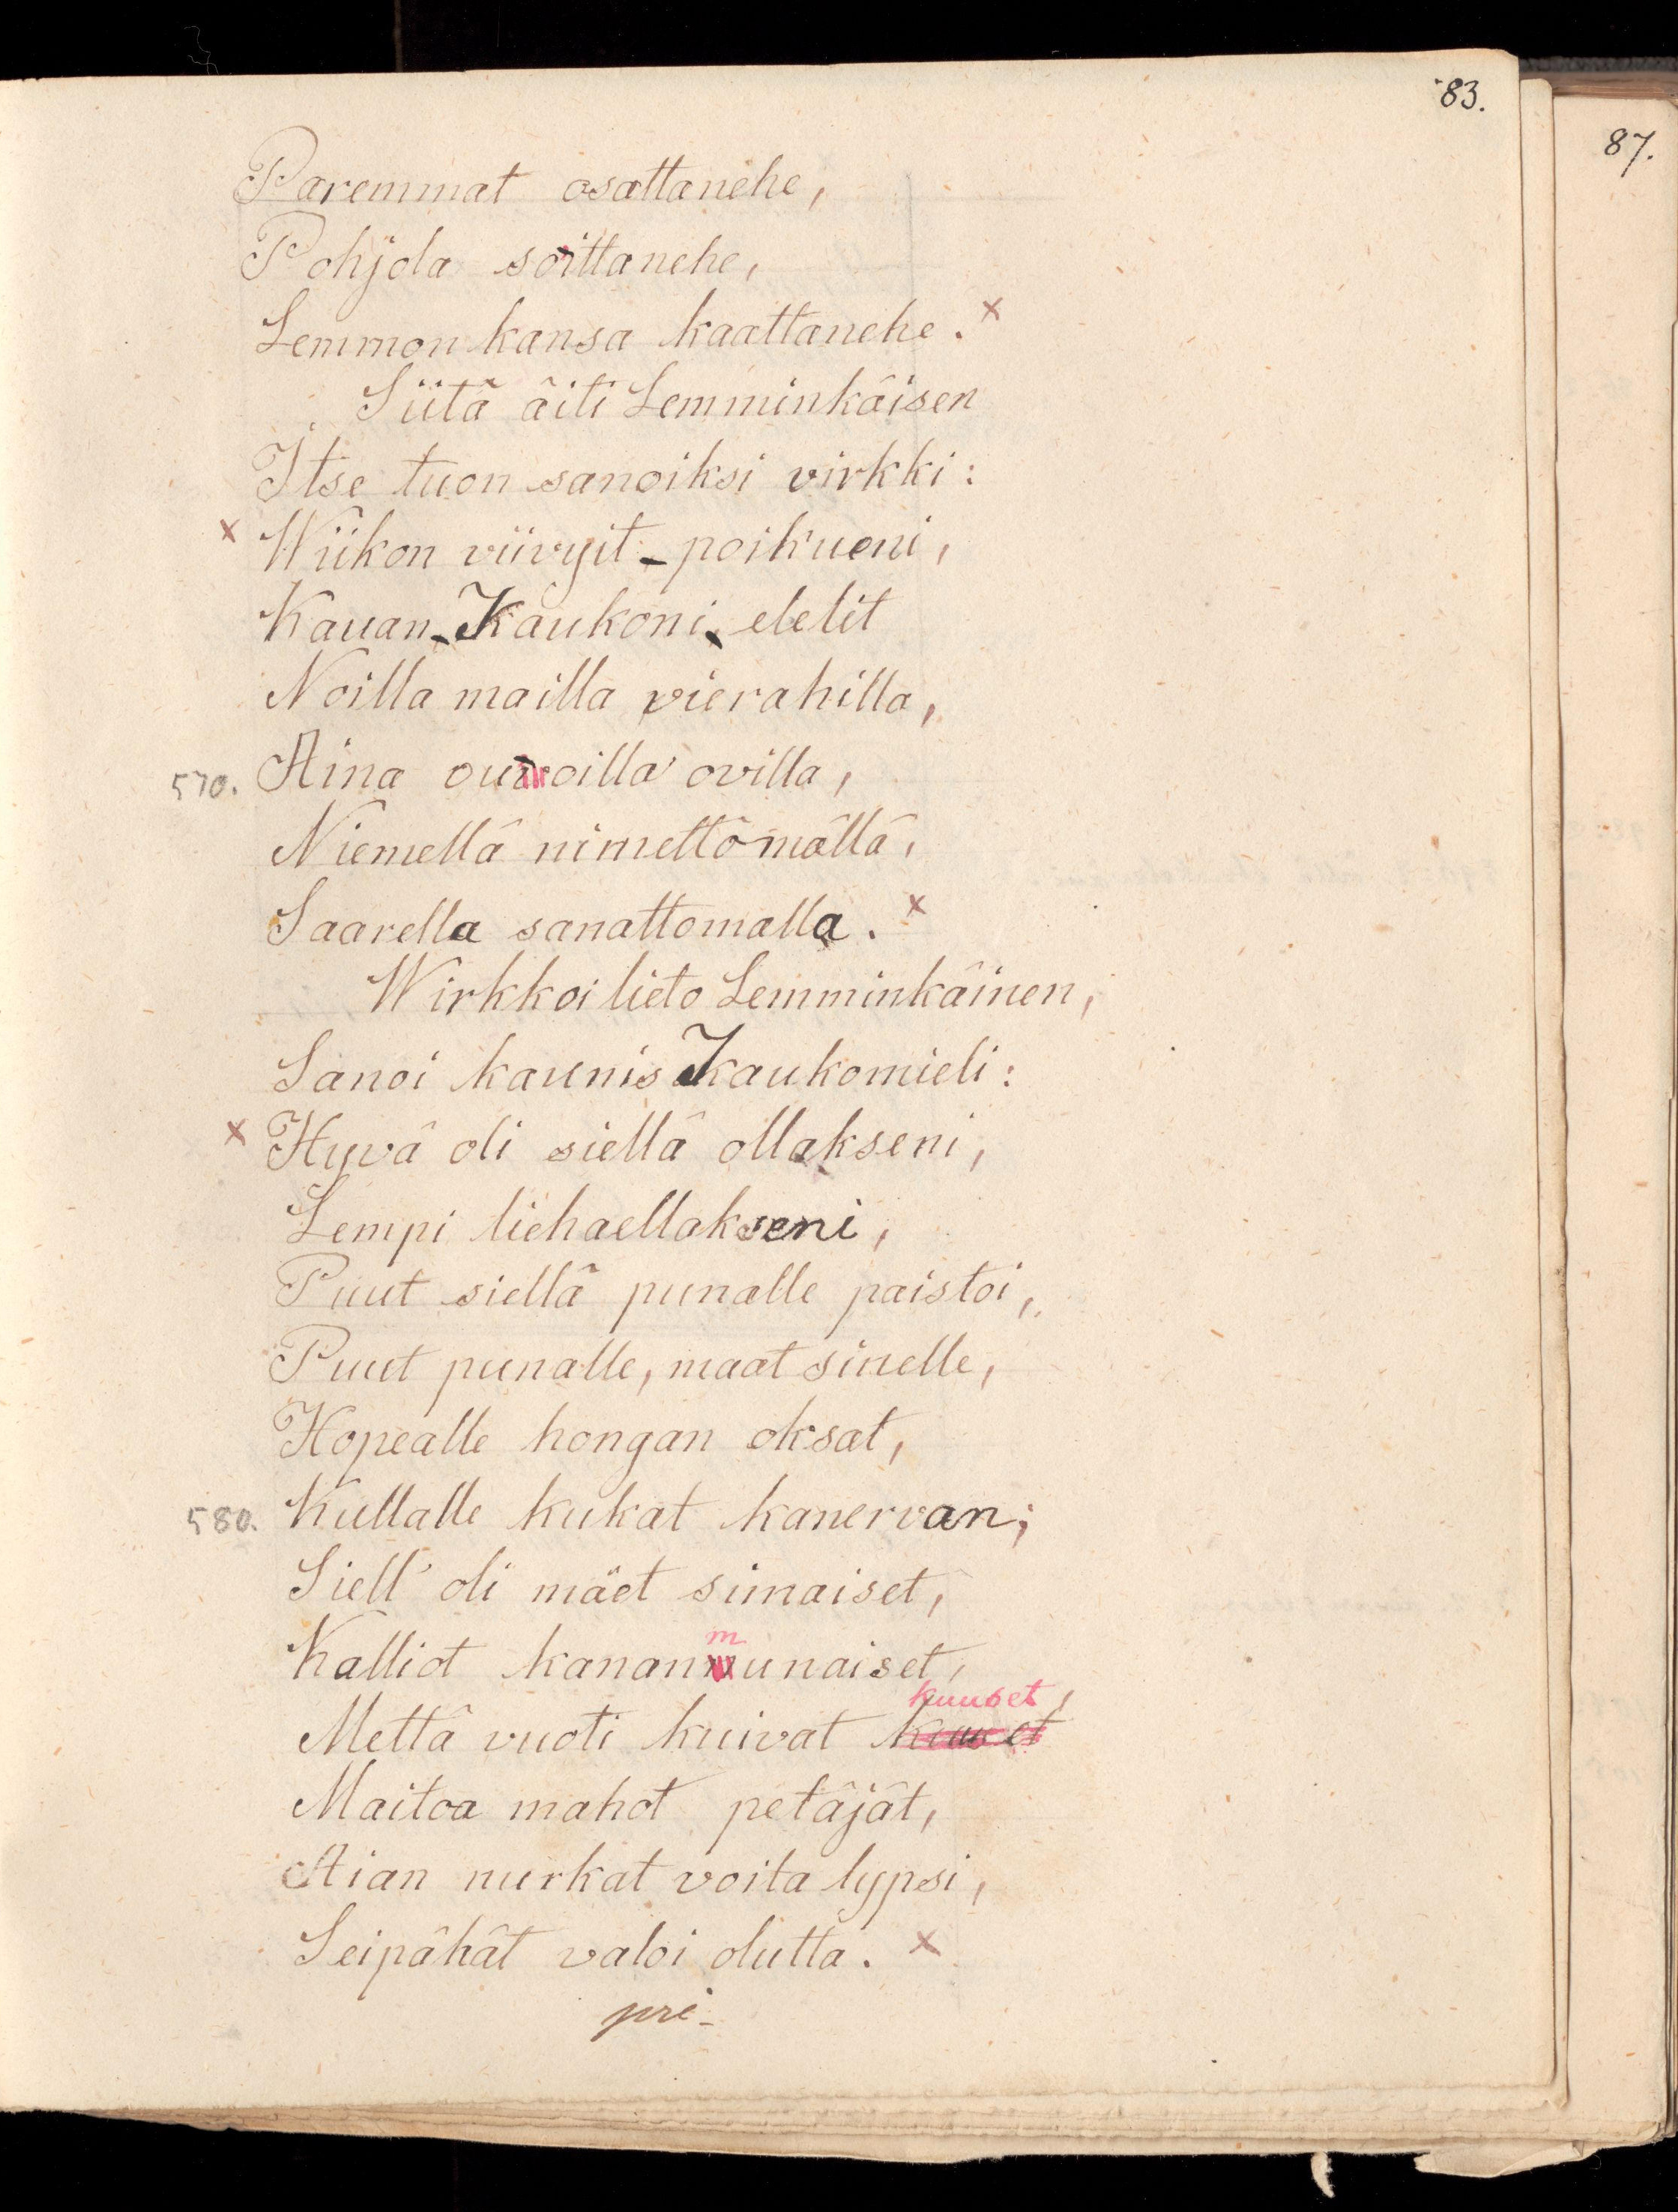 83.
87.
Paremmat osattanehe,
Pohjola soittanehe,
Lemmon kansa kaattanehe. x
Siitä äiti Lemminkäisen
Itse tuon sanoiksi virkki:
x Wiikon viivyit - poikueni,
Kauan - Kaukoni, elelit
Noilla mailla vierahilla,
570. Aina ouoilla ovilla,
Niemellä nimettömällä,
Saarella sanattomalla. x
Wirkkoi lieto Lemminkäinen,
Sanoi kaunis Kaukomieli:
x Hyvä oli siellä ollakseni,
Lempi liehaellakseni,
Puut siellä punalle paistoi,
Puut punalle, maat sinelle,
Hopealle hongan oksat,
580. Kullalle kukat kanervan;
Siell' oli mäet simaiset,
m
Kalliot kananmunaiset,
kuuset,
Mettä vuoti kuivat
Maitoa mahot petäjät,
Aian nurkat voita lypsi,
Seipähät valoi olutta. x
pri-